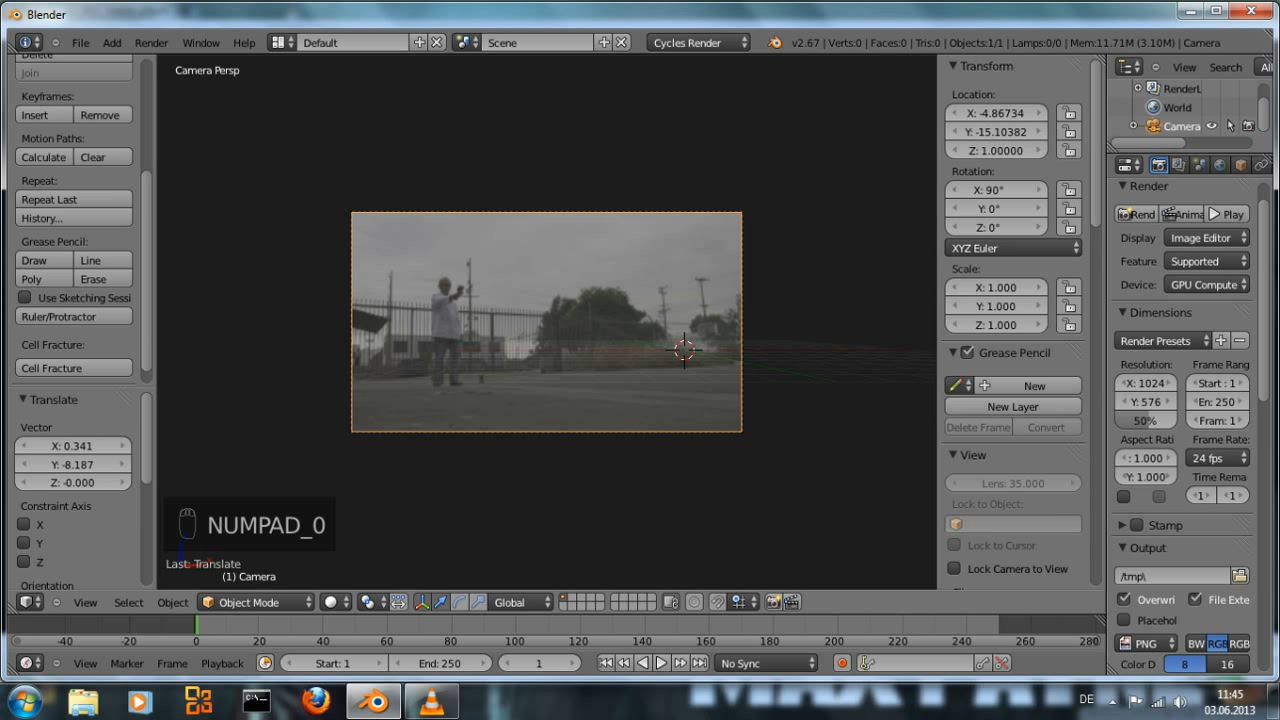 Blender
File Add Render Window Help Default Scene Cycles Render v2.67 | Verts:0 | Faces:0 | Tris:0 | Objects:1/1 | Lamps:0/0 | Mem:11.71M (3.10M) | Camera
Join
Keyframes:
Insert Remove
Motion Paths:
Calculate Clear
Repeat:
Repeat Last
History...
Grease Pencil:
Draw Line
Poly Erase
Use Sketching Sessi
Ruler/Protractor
Cell Fracture:
Cell Fracture
Translate
Vector
X: 0.341
Y: -8.187
Z: -0.000
Constraint Axis
X
Y
Z
Orientation
Camera Persp
NUMPAD_0
Last: Translate
(1) Camera
Transform
Location:
X: -4.86734
Y: -15.10382
Z: 1.00000
Rotation:
X: 90°
Y: 0°
Z: 0°
XYZ Euler
Scale:
X: 1.000
Y: 1.000
Z: 1.000
Grease Pencil
New
New Layer
Delete Frame Convert
View
Lens: 35.000
Lock to Object:
Lock to Cursor
Lock Camera to View
View Search All
RenderL
World
Camera
Render
Rend Anima Play
Display Image Editor
Feature Supported
Device: GPU Compute
Dimensions
Render Presets
Resolution: Frame Rang
X: 1024 Start : 1
Y: 576 En: 250
50% Fram: 1
Aspect Rati Frame Rate:
: 1.000 24 fps
Y: 1.000 Time Rema
1 1
Stamp
Output
/tmp\
Overwri File Exte
Placehol
PNG BW RGB RGB
Color D 8 16
View Select Object Object Mode Global
-40 -20 0 20 40 60 80 100 120 140 160 180 200 220 240 260 280
View Marker Frame Playback Start: 1 End: 250 1 No Sync
DE 11:45
03.06.2013